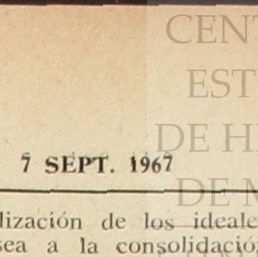 CENT
EST
DE H
DE M
7 SEPT. 1967
lización de los ideale
sea a la consolidació